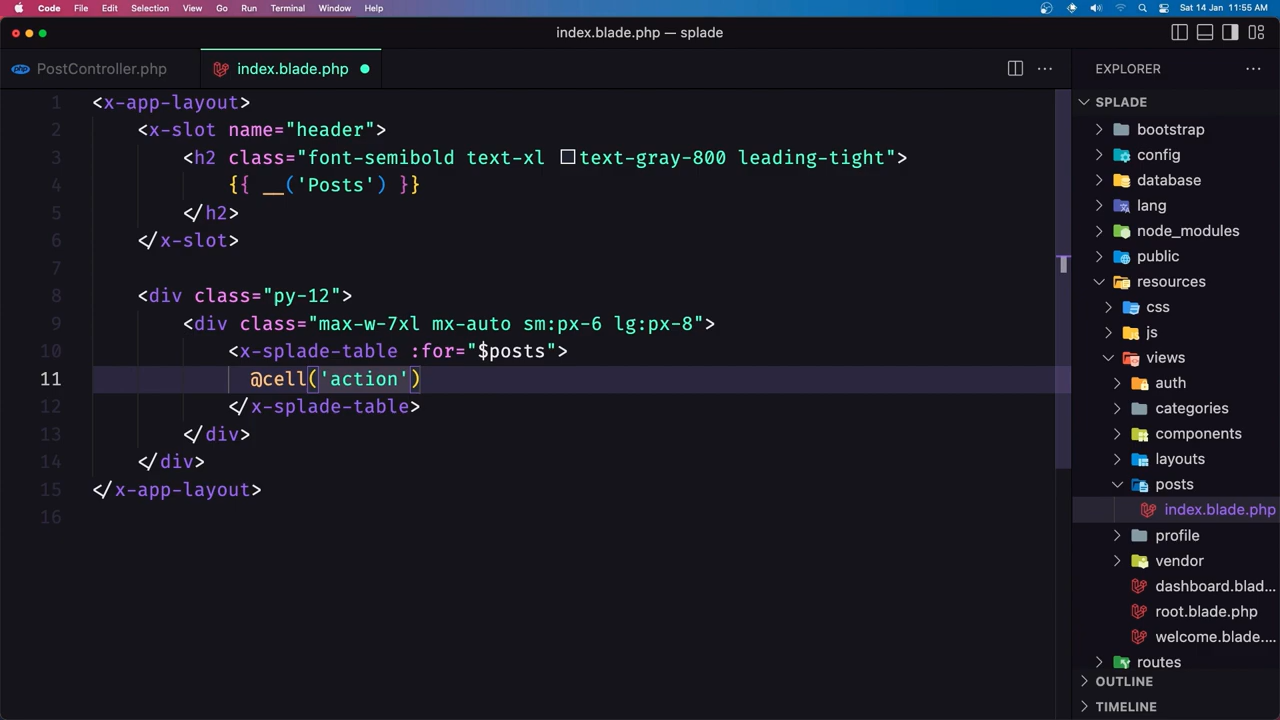 Code File Edit Selection View Go Run Terminal Window Help Sat 14 Jan 11:55 AM
index.blade.php — splade
php PostController.php index.blade.php
EXPLORER
1 <x-app-layout>
2 <x-slot name="header">
3 <h2 class="font-semibold text-xl text-gray-800 leading-tight">
4 {{ __('Posts') }}
5 </h2>
6 </x-slot>
7
8 <div class="py-12">
9 <div class="max-w-7xl mx-auto sm:px-6 lg:px-8">
10 <x-splade-table :for="$posts">
11 @cell('action')
12 </x-splade-table>
13 </div>
14 </div>
15 </x-app-layout>
16
SPLADE
bootstrap
config
database
lang
node_modules
public
resources
css
js
views
auth
categories
components
layouts
posts
index.blade.php
profile
vendor
dashboard.blad...
root.blade.php
welcome.blade....
routes
OUTLINE
TIMELINE